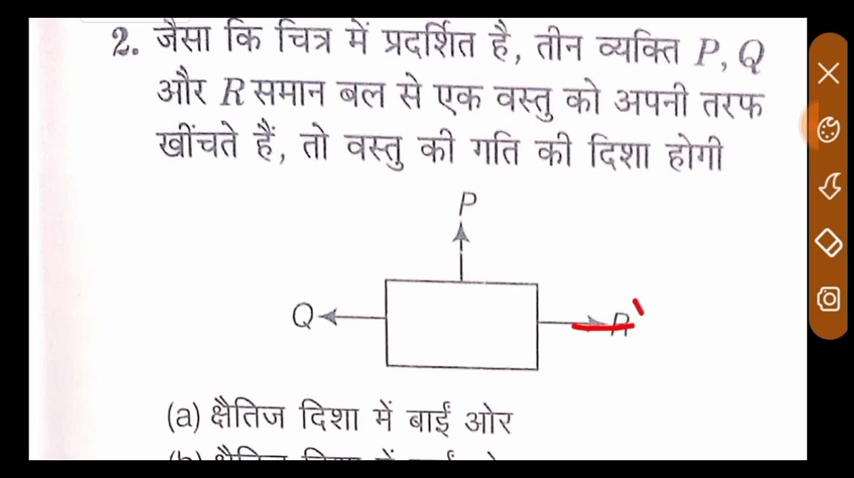 2. जैसा कि चित्र में प्रदर्शित है, तीन व्यक्ति P, Q
और R समान बल से एक वस्तु को अपनी तरफ
खींचते हैं, तो वस्तु की गति की दिशा होगी
P
Q
R
(a) क्षैतिज दिशा में बाईं ओर